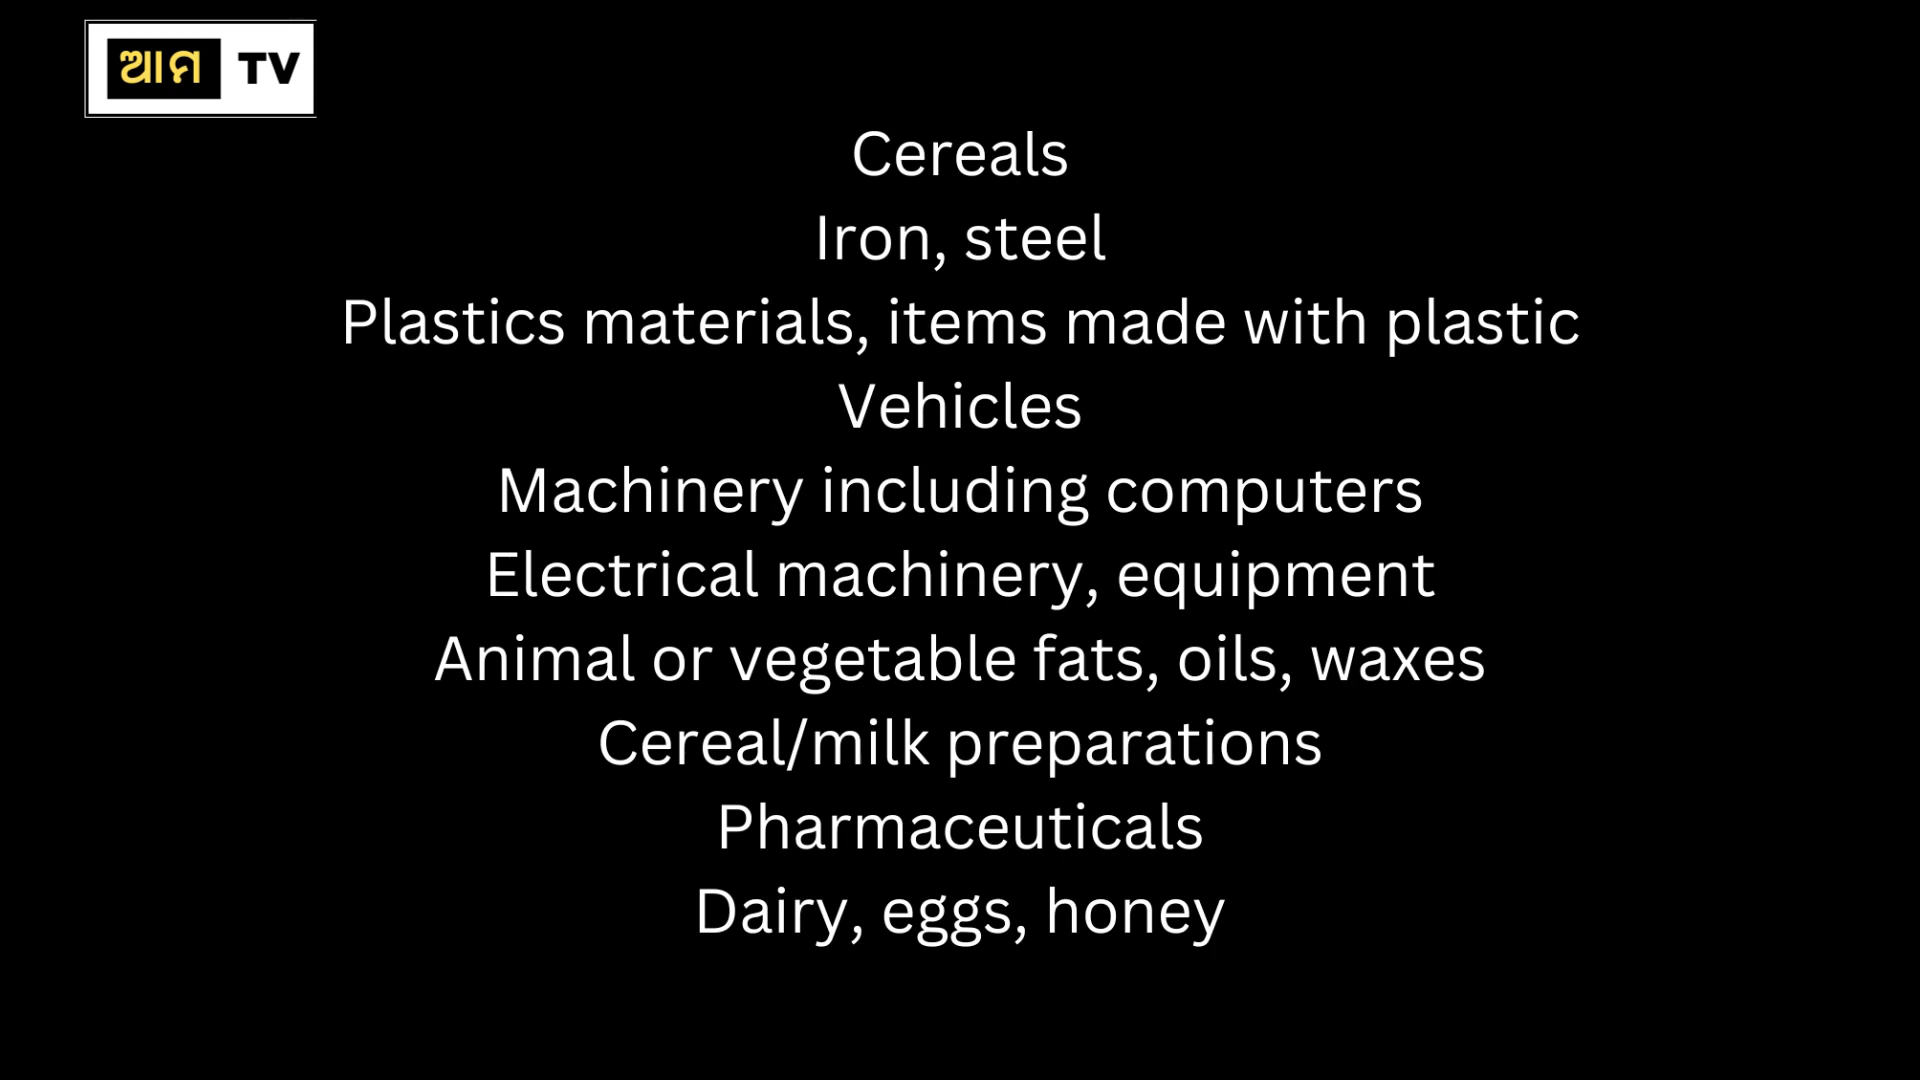 ଆମ TV
Cereals
Iron, steel
Plastics materials, items made with plastic
Vehicles
Machinery including computers
Electrical machinery, equipment
Animal or vegetable fats, oils, waxes
Cereal/milk preparations
Pharmaceuticals
Dairy, eggs, honey